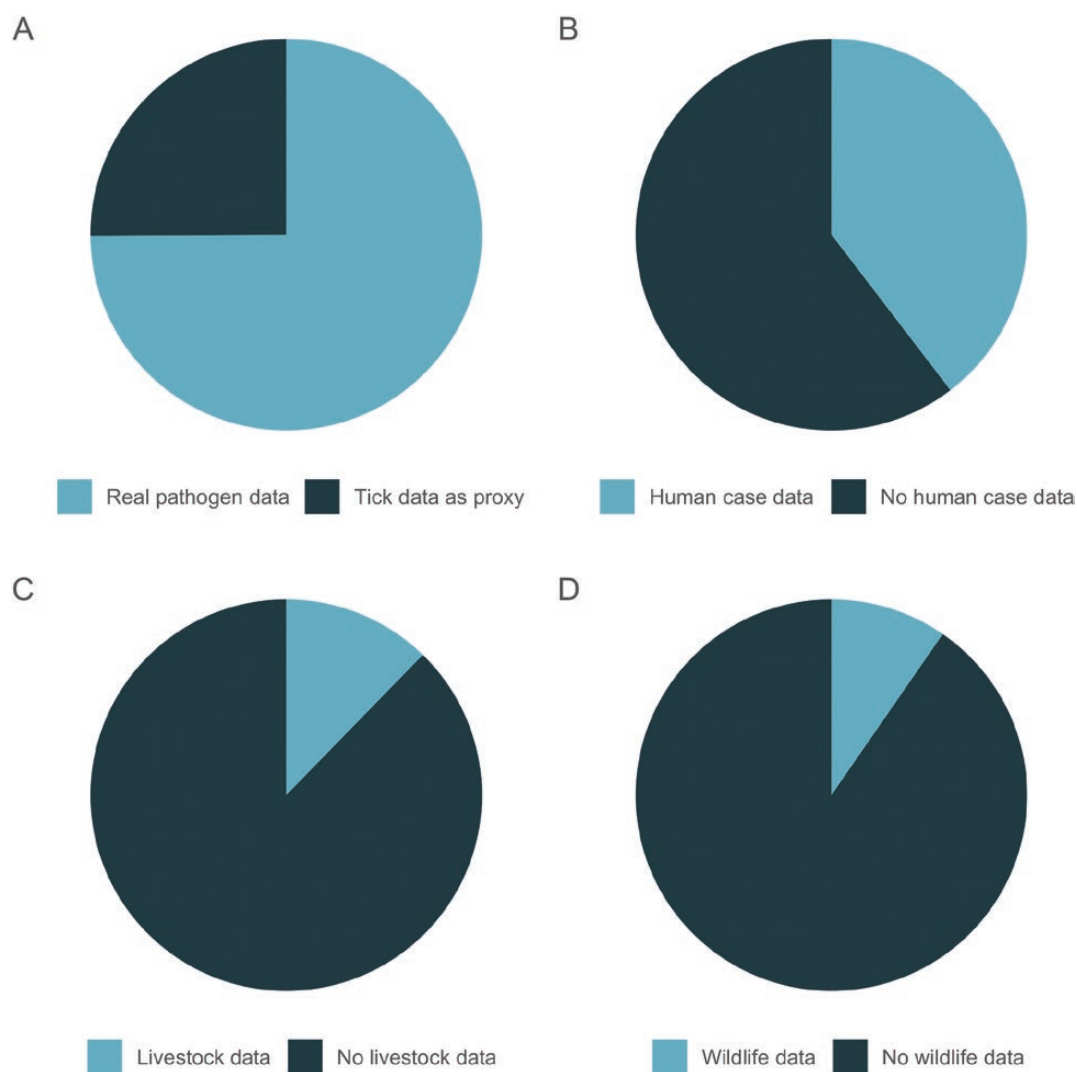 A
B
Real pathogen data Tick data as proxy
Human case data No human case data
C
D
Livestock data No livestock data
Wildlife data No wildlife data